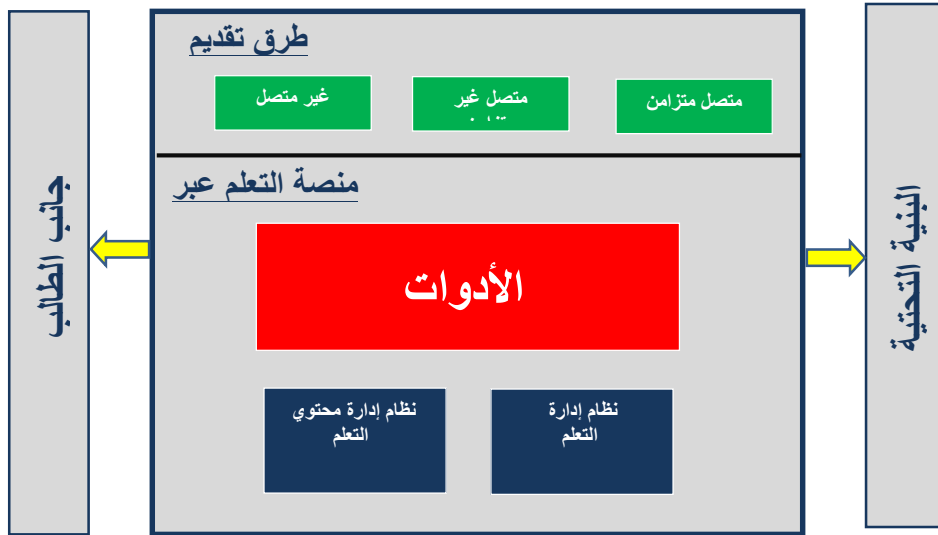 طرق تقديم
متصل متزامن
متصل غير
غير متصل
منصة التعلم عبر
الأدوات
نظام إدارة
التعلم
نظام إدارة محتوي
التعلم
البنية التحتية
جانب الطالب